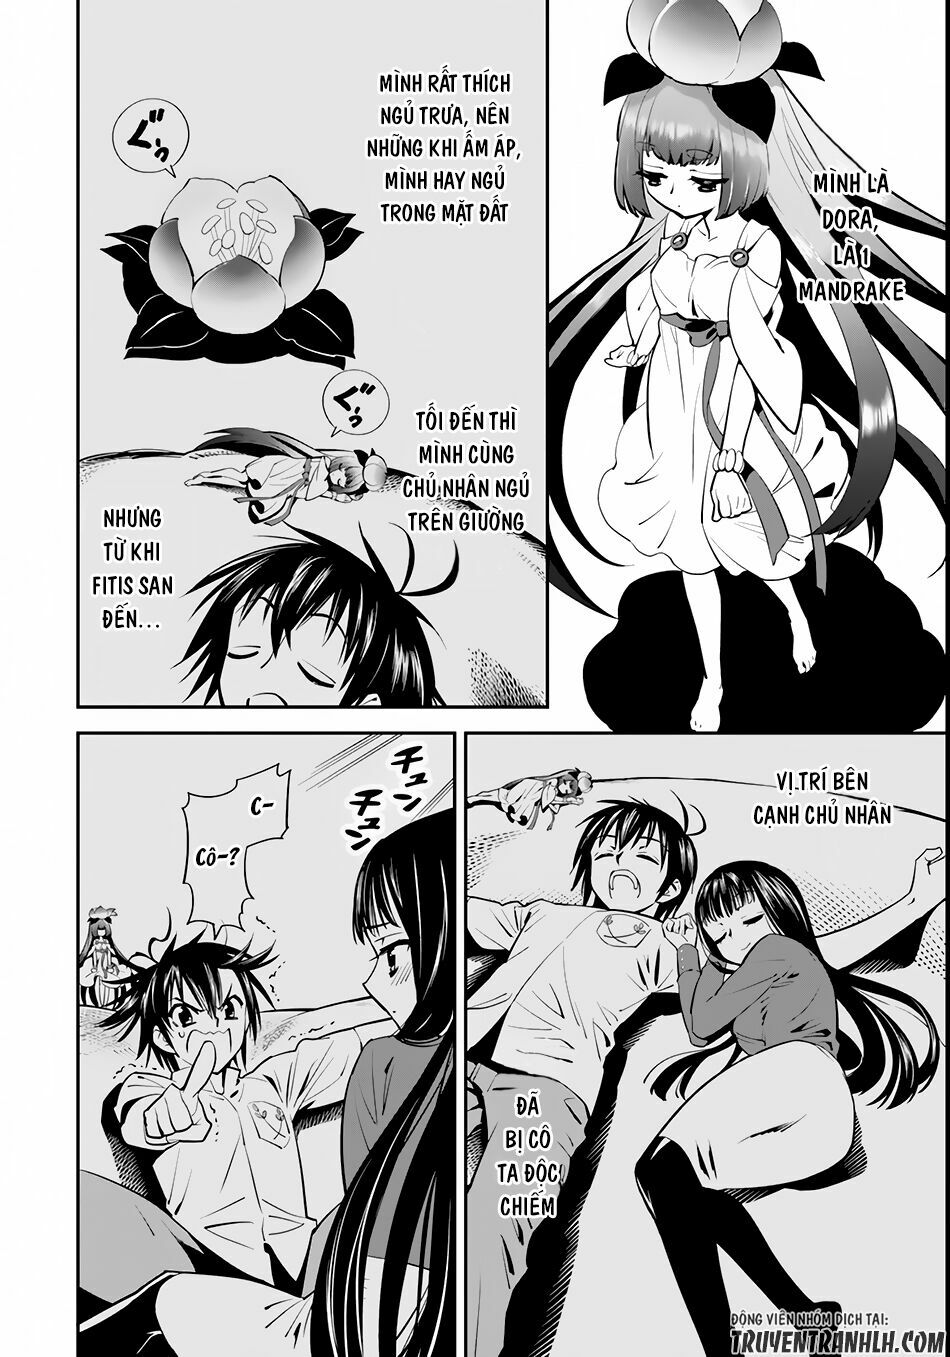 MÌNH LÀ
DORA,
LÀ 1
MANDRAKE
MÌNH RẤT THÍCH
NGỦ TRƯA, NÊN
NHỮNG KHI ẤM ÁP,
MÌNH HAY NGỦ
TRONG MẶT ĐẤT
ぐっ
ぐっ
TỐI ĐẾN THÌ
MÌNH CÙNG
CHỦ NHÂN NGỦ
TRÊN GIƯỜNG
NHƯNG
TỪ KHI
FITIS SAN
ĐẾN...
VỊ TRÍ BÊN
CẠNH CHỦ NHÂN
ĐÃ
BỊ CÔ
TA ĐỘC
CHIẾM
チュン
チュン
C-
Cô-?
ĐỘNG VIÊN NHÓM DỊCH TẠI:
TRUYENTRANHLH.COM